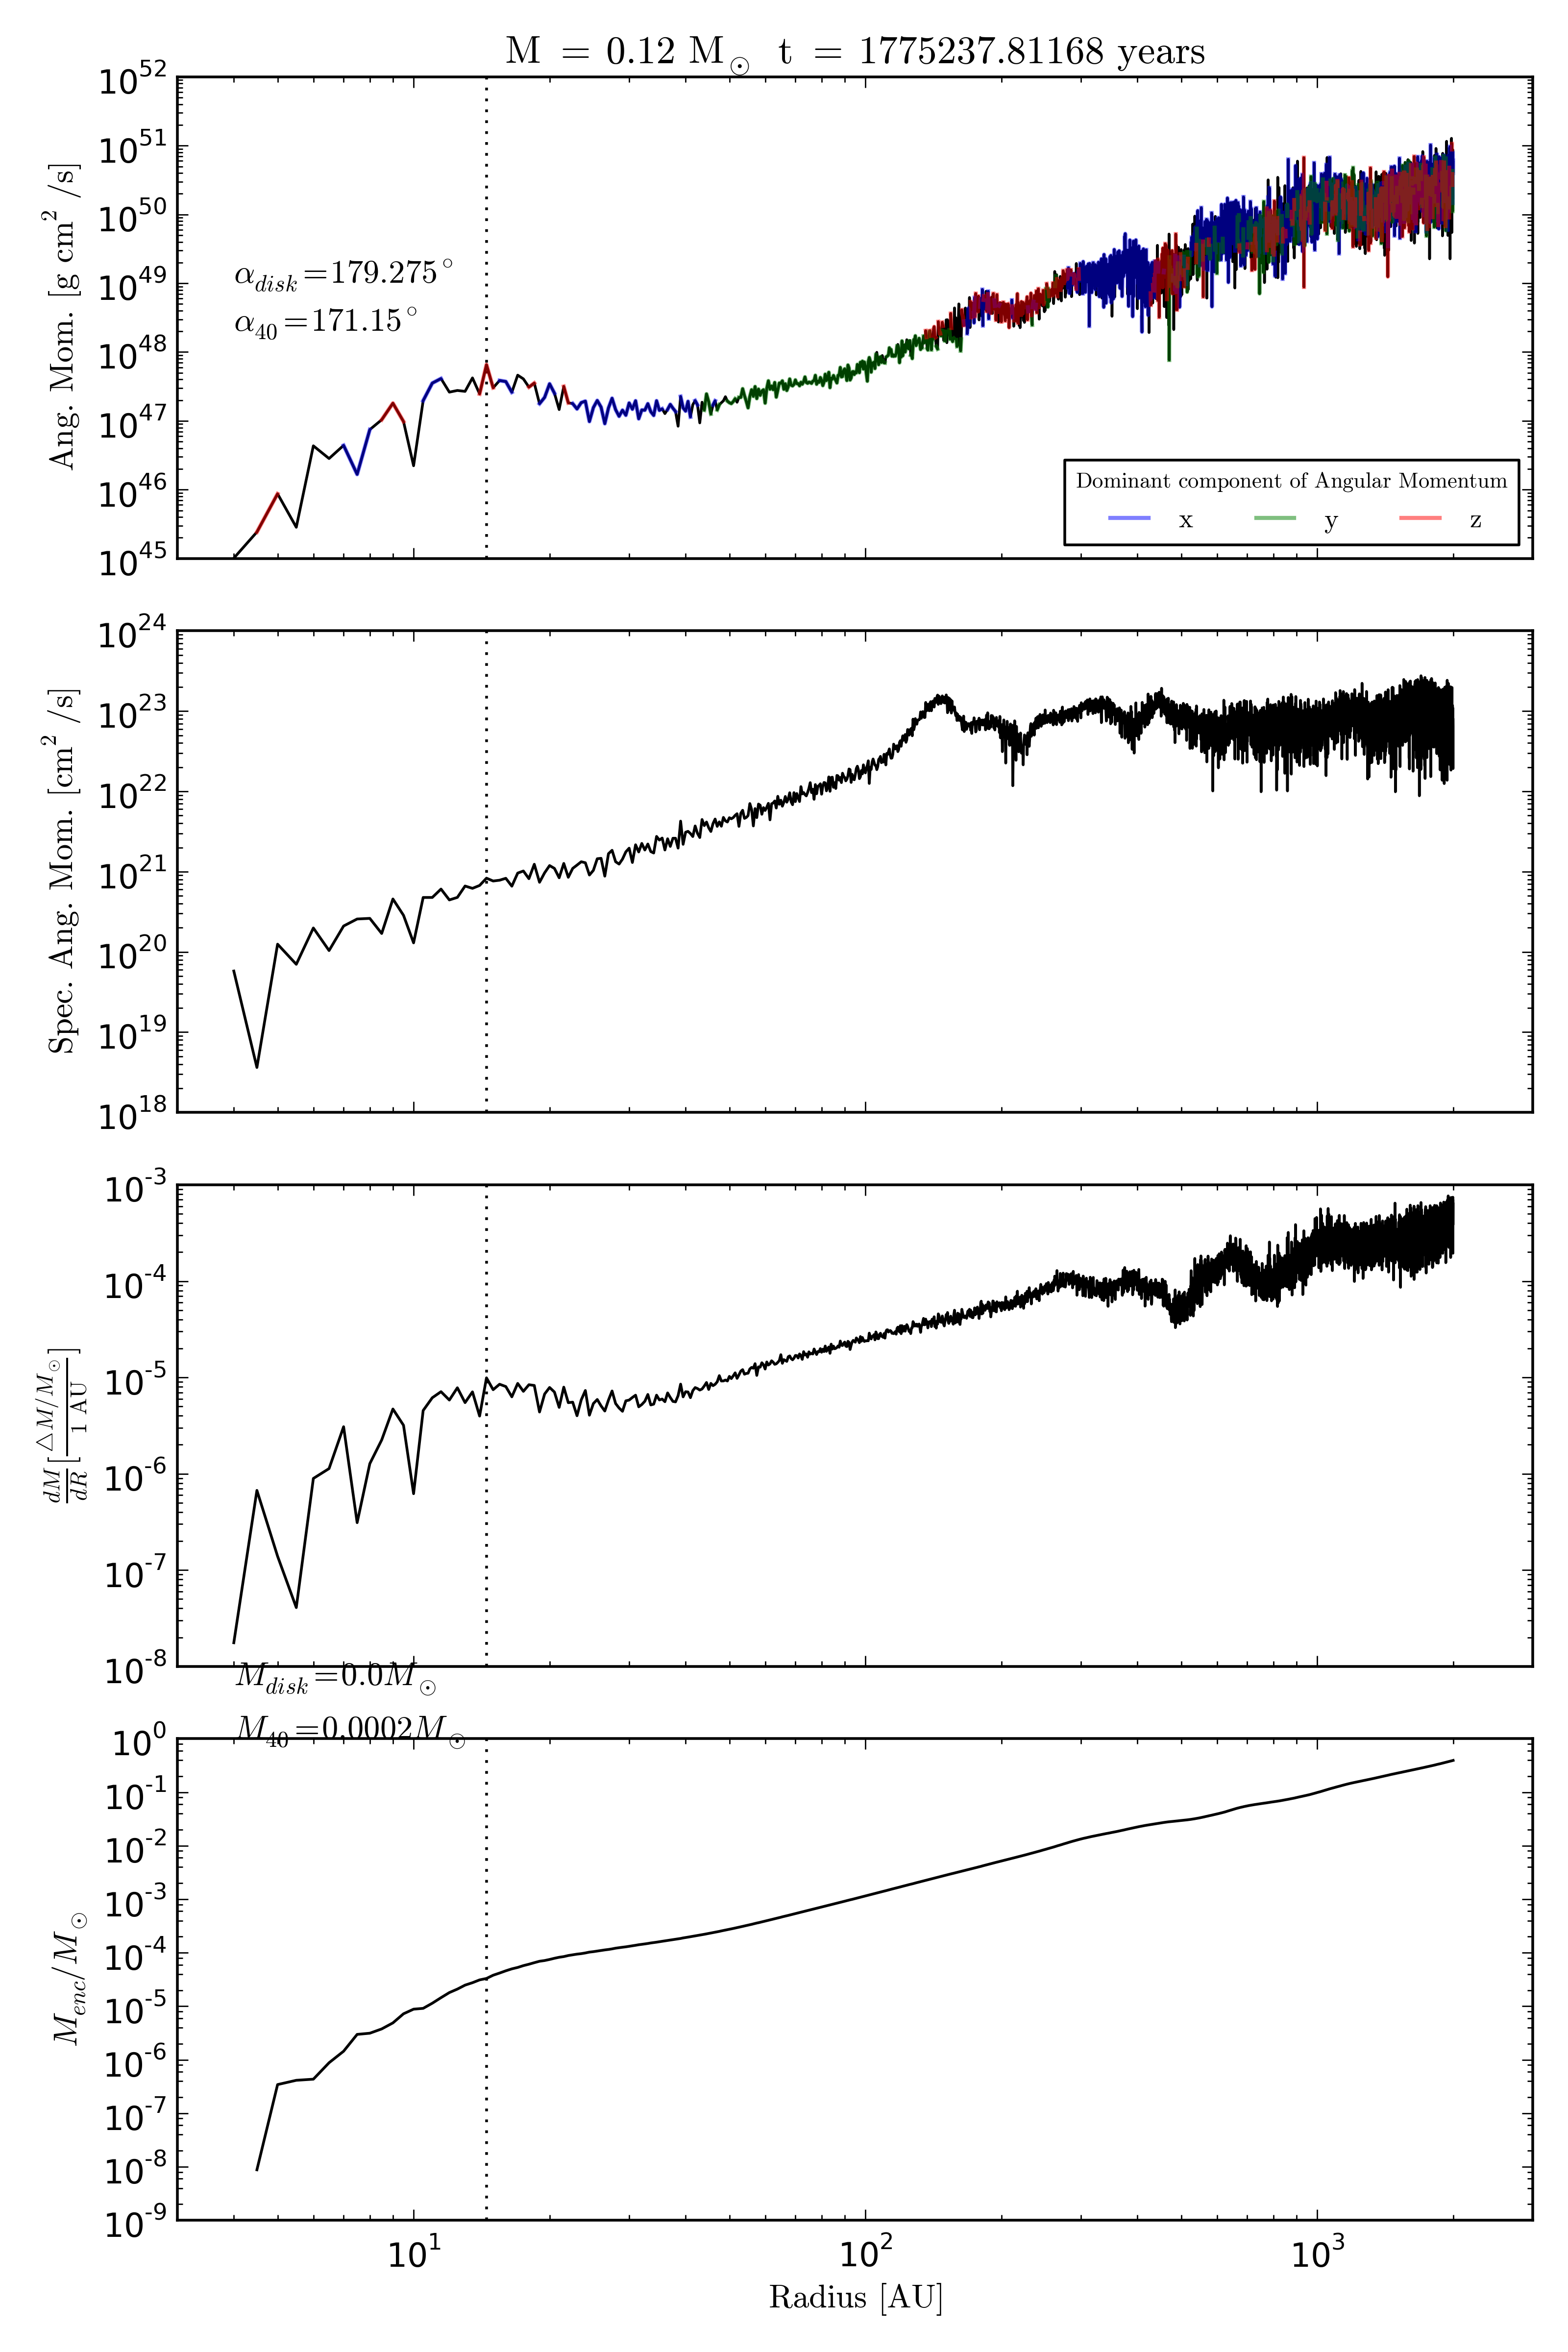 M = 0.12 M⊙ t = 1775237.81168 years
10^52
10^51
10^50
10^49
10^48
10^47
10^46
10^45
Ang. Mom. [g cm^2 /s]
α_disk=179.275°
α_40=171.15°
Dominant component of Angular Momentum
x y z
10^24
10^23
10^22
10^21
10^20
10^19
10^18
Spec. Ang. Mom. [cm^2 /s]
10^-3
10^-4
10^-5
10^-6
10^-7
10^-8
dM/dR [△M/M⊙ / 1 AU]
M_disk=0.0M⊙
M_40=0.0002M⊙
10^0
10^-1
10^-2
10^-3
10^-4
10^-5
10^-6
10^-7
10^-8
10^-9
M_enc/M⊙
10^1 10^2 10^3
Radius [AU]